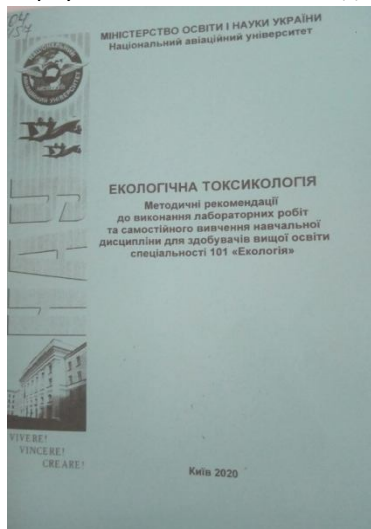 МІНІСТЕРСТВО ОСВІТИ І НАУКИ УКРАЇНИ
Національний авіаційний університет
ЕКОЛОГІЧНА ТОКСИКОЛОГІЯ
Методичні рекомендації
до виконання лабораторних робіт
та самостійного вивчення навчальної
дисципліни для здобувачів вищої освіти
спеціальності 101 «Екологія»
НАУ
VIVERE!
VINCERE!
CREARE!
Київ 2020